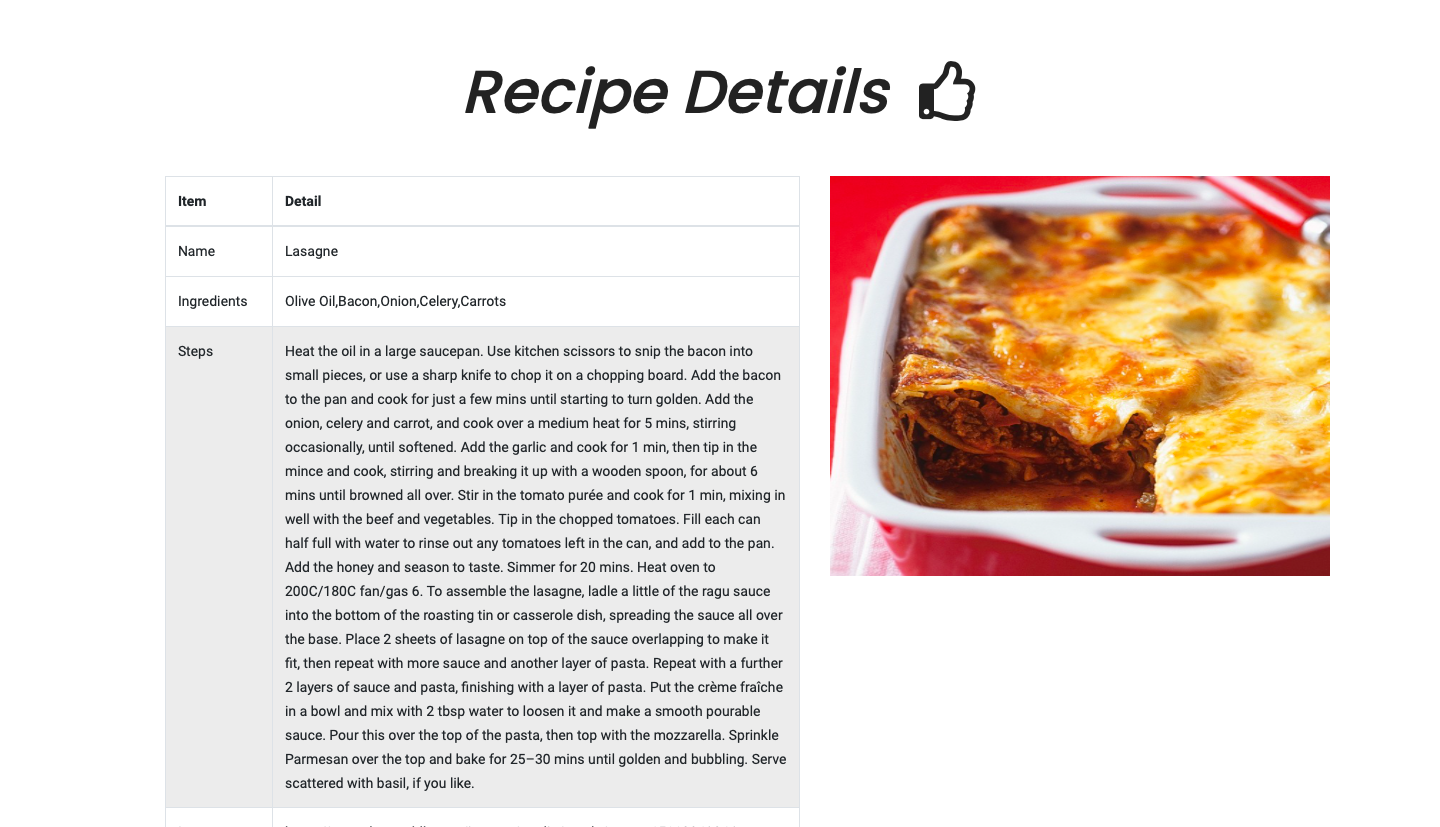 Recipe Details
Item Detail
Name Lasagne
Ingredients Olive Oil,Bacon,Onion,Celery,Carrots
Steps Heat the oil in a large saucepan. Use kitchen scissors to snip the bacon into
small pieces, or use a sharp knife to chop it on a chopping board. Add the bacon
to the pan and cook for just a few mins until starting to turn golden. Add the
onion, celery and carrot, and cook over a medium heat for 5 mins, stirring
occasionally, until softened. Add the garlic and cook for 1 min, then tip in the
mince and cook, stirring and breaking it up with a wooden spoon, for about 6
mins until browned all over. Stir in the tomato purée and cook for 1 min, mixing in
well with the beef and vegetables. Tip in the chopped tomatoes. Fill each can
half full with water to rinse out any tomatoes left in the can, and add to the pan.
Add the honey and season to taste. Simmer for 20 mins. Heat oven to
200C/180C fan/gas 6. To assemble the lasagne, ladle a little of the ragu sauce
into the bottom of the roasting tin or casserole dish, spreading the sauce all over
the base. Place 2 sheets of lasagne on top of the sauce overlapping to make it
fit, then repeat with more sauce and another layer of pasta. Repeat with a further
2 layers of sauce and pasta, finishing with a layer of pasta. Put the crème fraîche
in a bowl and mix with 2 tbsp water to loosen it and make a smooth pourable
sauce. Pour this over the top of the pasta, then top with the mozzarella. Sprinkle
Parmesan over the top and bake for 25–30 mins until golden and bubbling. Serve
scattered with basil, if you like.